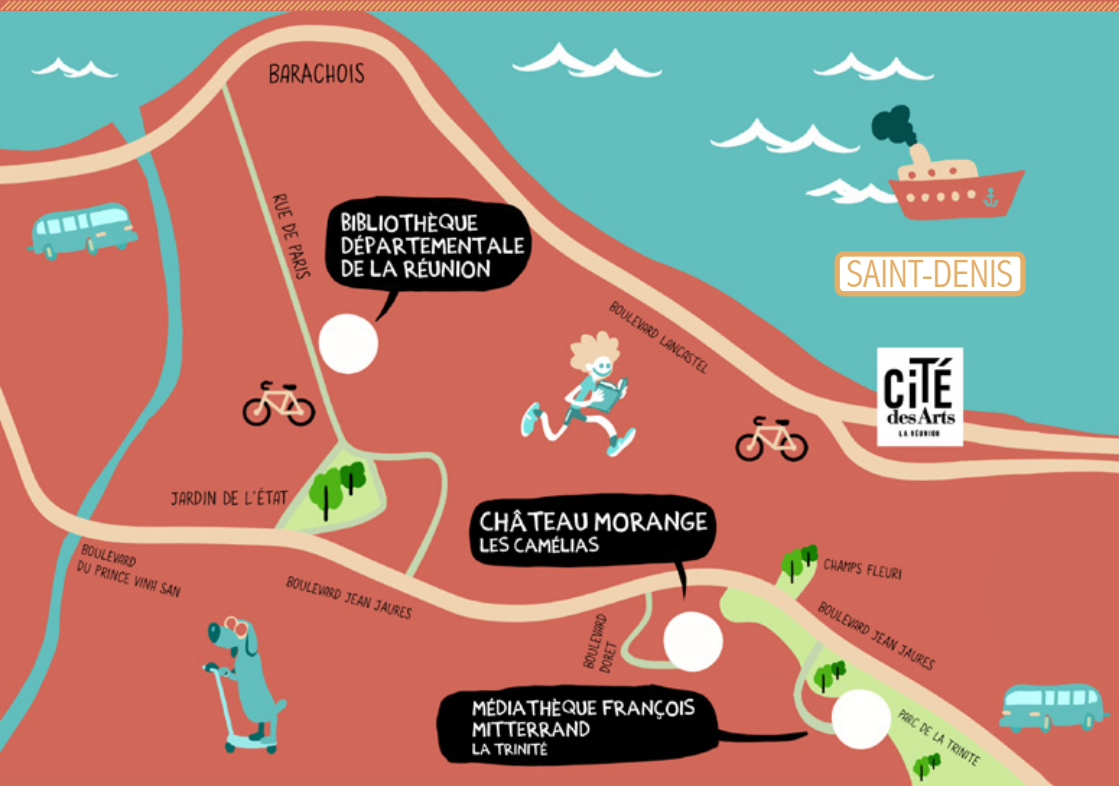 BARACHOIS
RUE DE PARIS
BIBLIOTHÈQUE
DÉPARTEMENTALE
DE LA RÉUNION
SAINT-DENIS
BOULEVARD LANCASTEL
CiTÉ
des Arts
LA RÉUNION
JARDIN DE L'ÉTAT
CHÂTEAU MORANGE
LES CAMÉLIAS
BOULEVARD
DU PRINCE VINH SAN
BOULEVARD JEAN JAURES
CHAMPS FLEURI
BOULEVARD
DORET
BOULEVARD JEAN JAURES
MÉDIATHÈQUE FRANÇOIS
MITTERRAND
LA TRINITÉ
PARC DE LA TRINITE